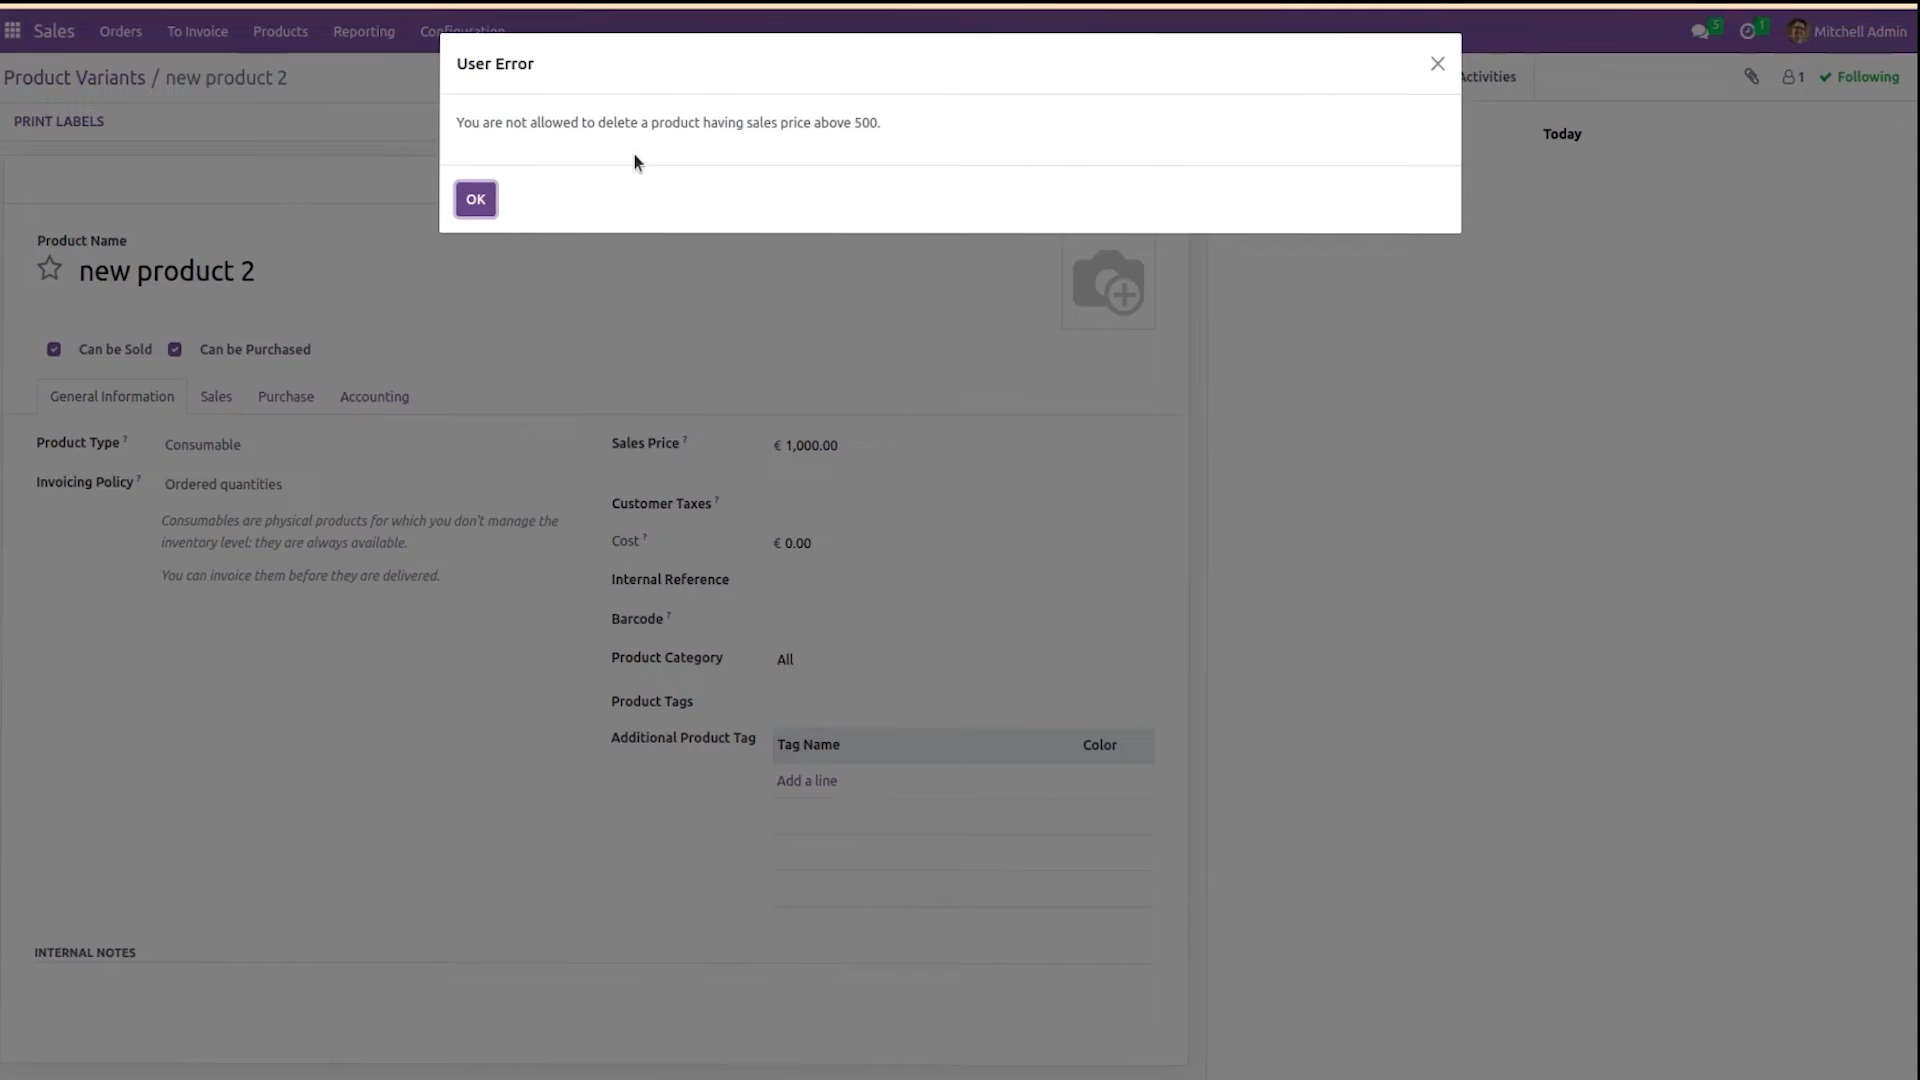 Sales Orders To Invoice Products Reporting Configuration 5 1 Mitchell Admin
User Error
Product Variants / new product 2
Activities 1 Following
PRINT LABELS
You are not allowed to delete a product having sales price above 500.
Today
OK
Product Name
new product 2
Can be Sold Can be Purchased
General Information Sales Purchase Accounting
Product Type ? Consumable
Sales Price ? € 1,000.00
Invoicing Policy ? Ordered quantities
Consumables are physical products for which you don't manage the
inventory level: they are always available.
You can invoice them before they are delivered.
Customer Taxes ?
Cost ? € 0.00
Internal Reference
Barcode ?
Product Category All
Product Tags
Additional Product Tag Tag Name Color
Add a line
INTERNAL NOTES